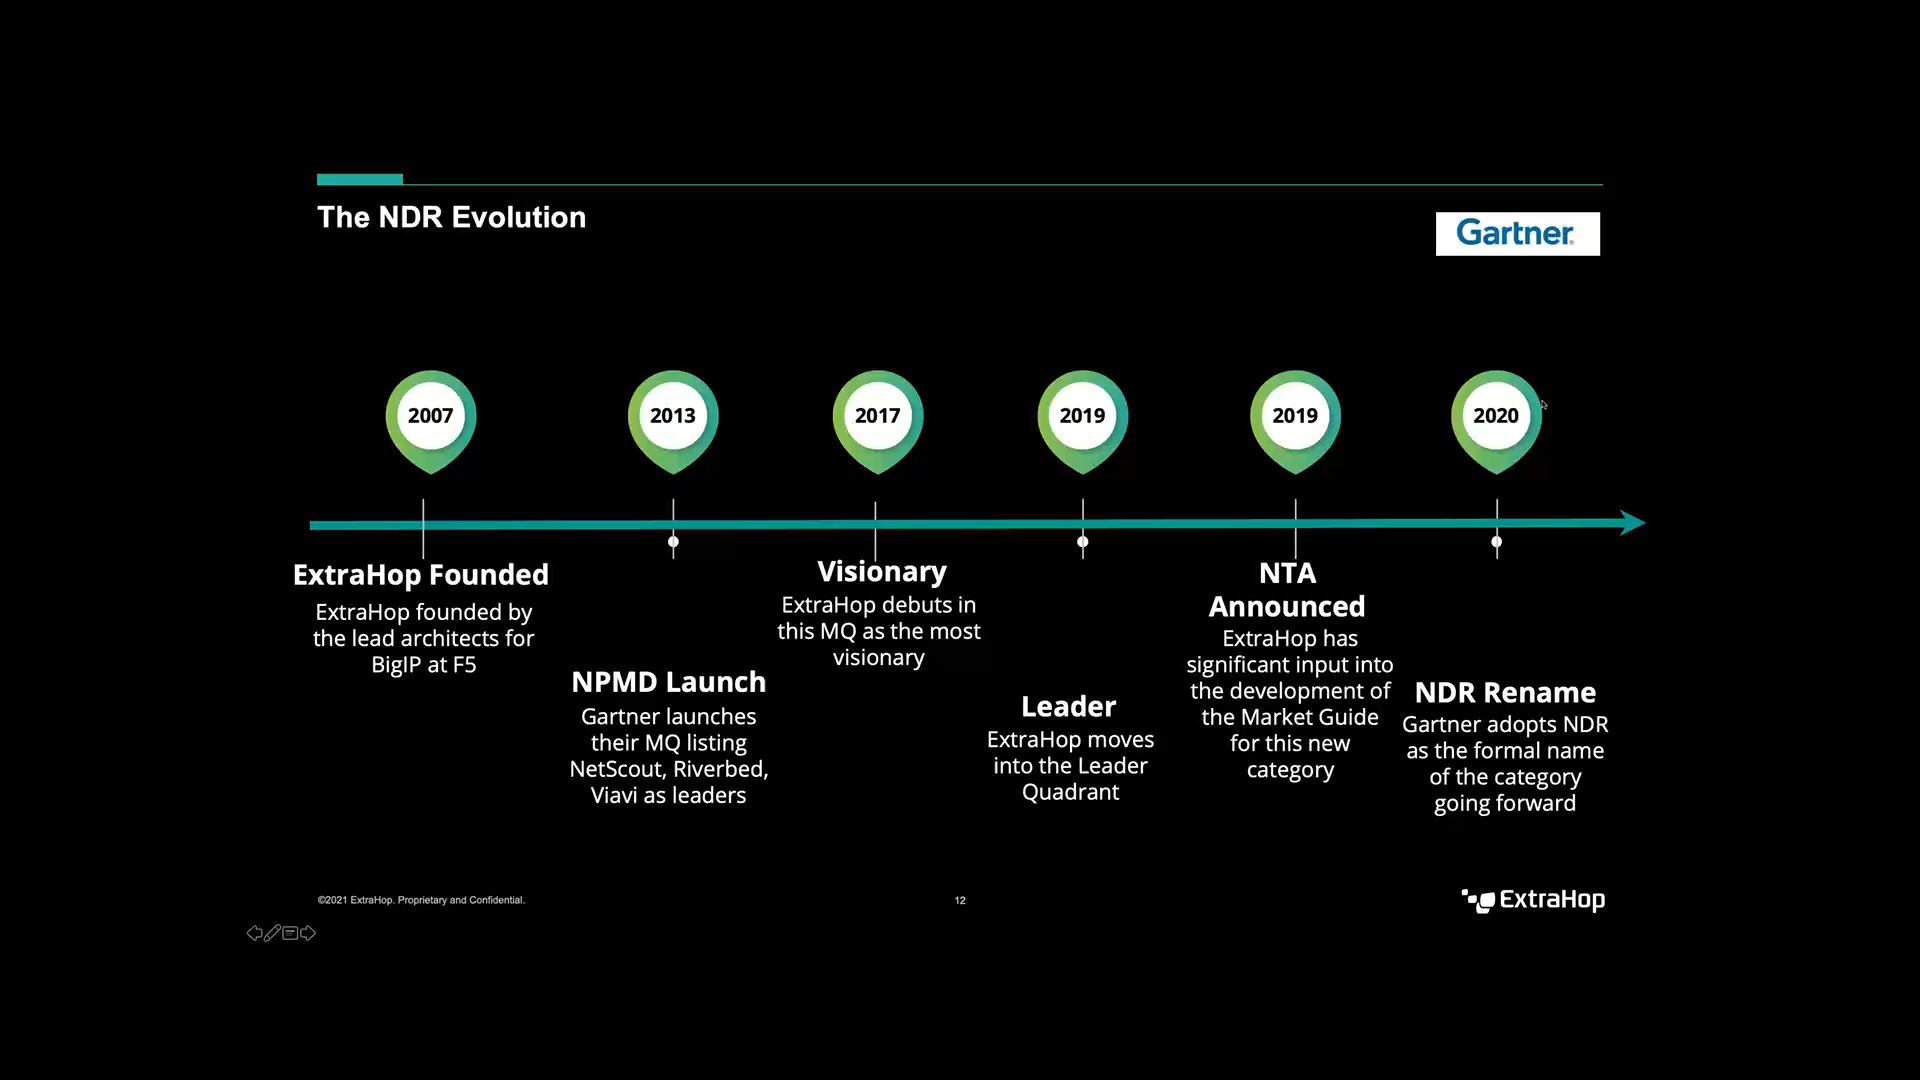 The NDR Evolution
Gartner
2007
2013
2017
2019
2019
2020
ExtraHop Founded
ExtraHop founded by
the lead architects for
BigIP at F5
NPMD Launch
Gartner launches
their MQ listing
NetScout, Riverbed,
Viavi as leaders
Visionary
ExtraHop debuts in
this MQ as the most
visionary
Leader
ExtraHop moves
into the Leader
Quadrant
NTA
Announced
ExtraHop has
significant input into
the development of
the Market Guide
for this new
category
NDR Rename
Gartner adopts NDR
as the formal name
of the category
going forward
©2021 ExtraHop. Proprietary and Confidential.
12
ExtraHop